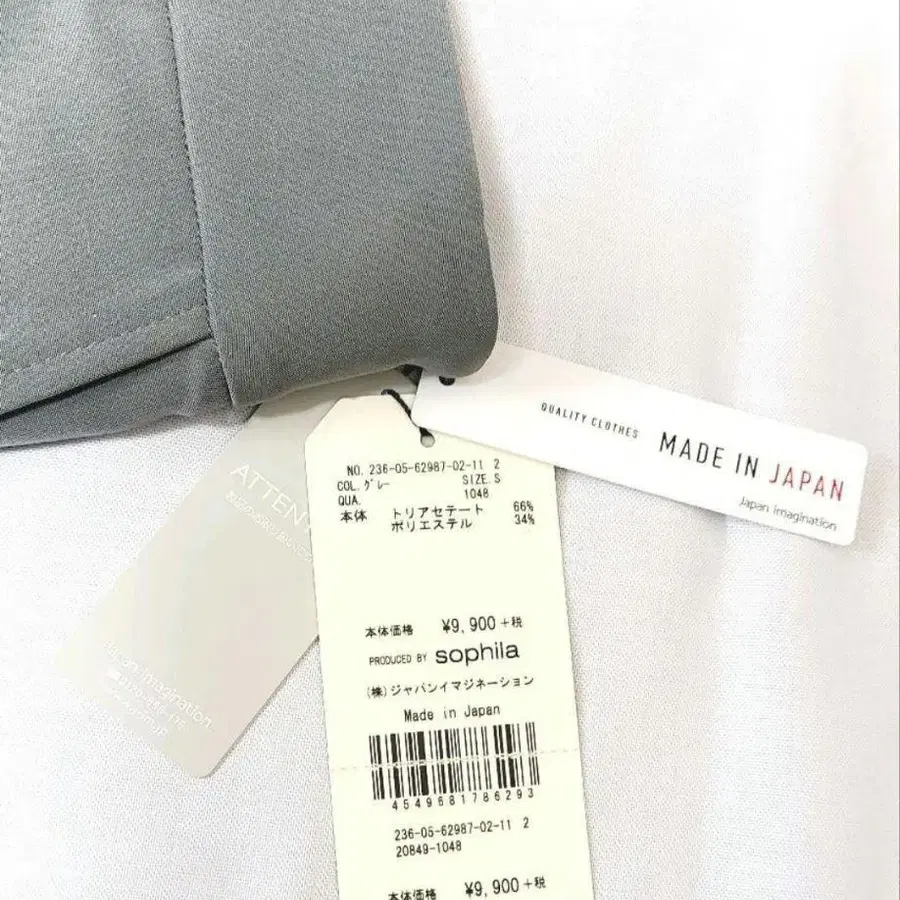 NO. 236-05-62987-02-11 2
COL. グレー SIZE. S
QUA. 1048
本体 トリアセテート 66%
ポリエステル 34%
本体価格 ¥9,900+税
PRODUCED BY sophila
(株)ジャパンイマジネーション
Made in Japan
4549681786293
236-05-62987-02-11 2
20849-1048
本体価格 ¥9,900+税
QUALITY CLOTHES MADE IN JAPAN
Japan imagination